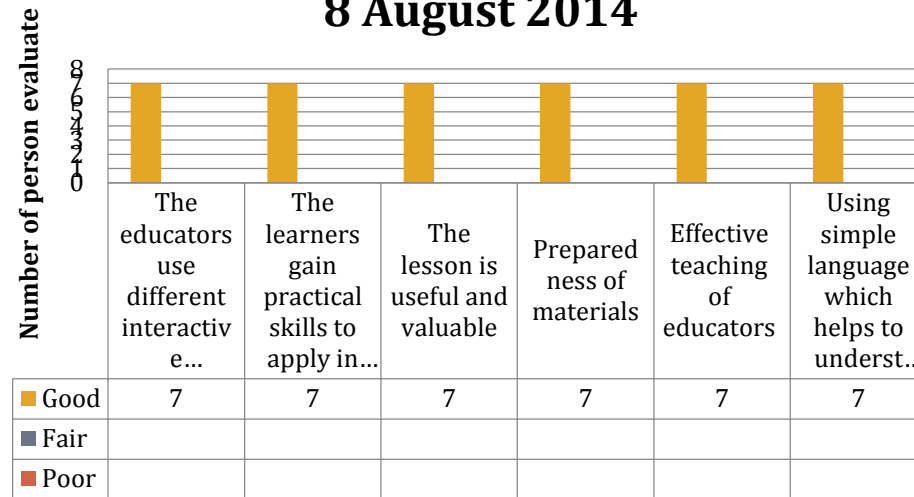 8 August 2014
Number of person evaluate
8
7
6
5
4
3
2
1
0
The
educators
use
different
interactiv
e...
The
learners
gain
practical
skills to
apply in...
The
lesson is
useful and
valuable
Prepared
ness of
materials
Effective
teaching
of
educators
Using
simple
language
which
helps to
underst..
Good 7 7 7 7 7 7
Fair
Poor